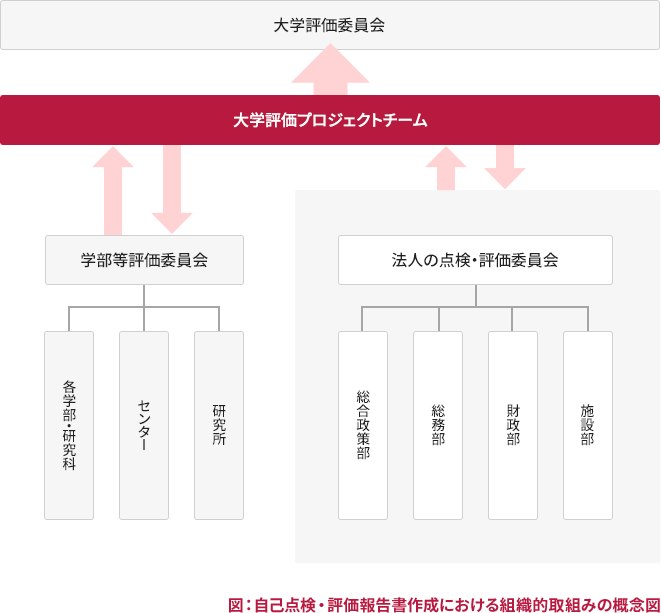 大学評価委員会
大学評価プロジェクトチーム
学部等評価委員会
法人の点検・評価委員会
各学部・研究科
センター
研究所
総合政策部
総務部
財政部
施設部
図：自己点検・評価報告書作成における組織的取組みの概念図